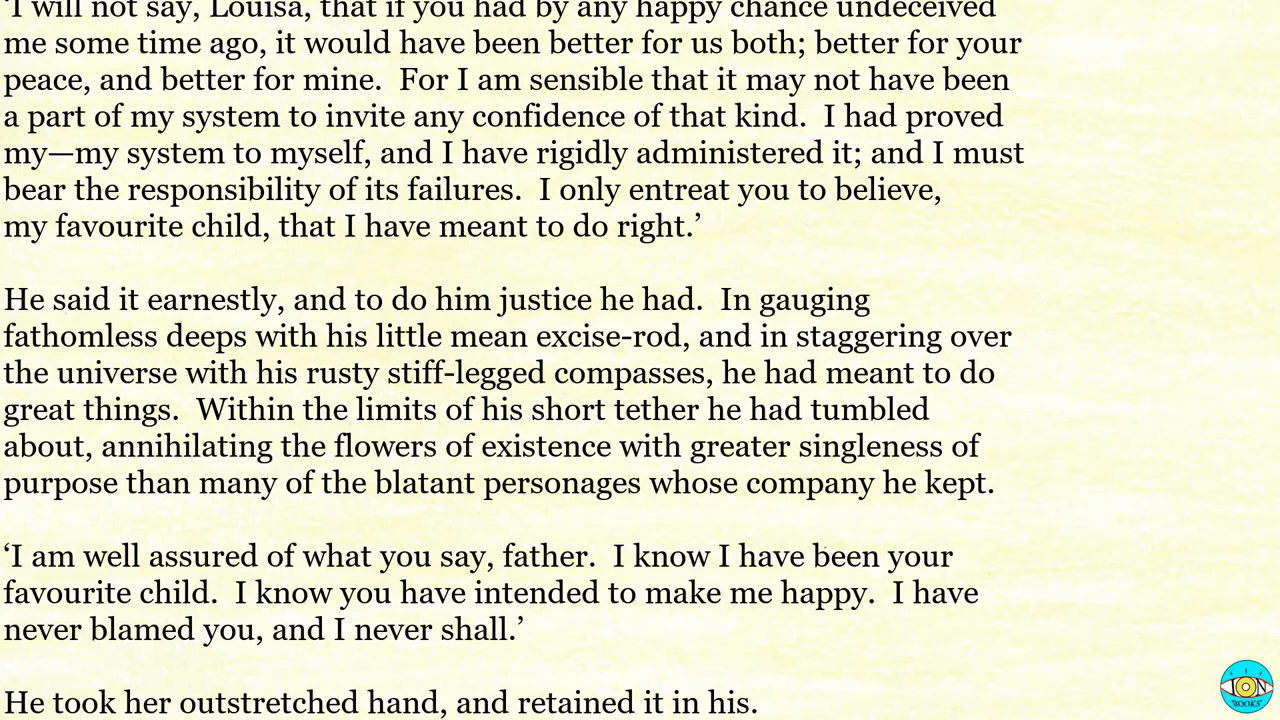 ‘I will not say, Louisa, that if you had by any happy chance undeceived
me some time ago, it would have been better for us both; better for your
peace, and better for mine.  For I am sensible that it may not have been
a part of my system to invite any confidence of that kind.  I had proved
my—my system to myself, and I have rigidly administered it; and I must
bear the responsibility of its failures.  I only entreat you to believe,
my favourite child, that I have meant to do right.’
He said it earnestly, and to do him justice he had.  In gauging
fathomless deeps with his little mean excise-rod, and in staggering over
the universe with his rusty stiff-legged compasses, he had meant to do
great things.  Within the limits of his short tether he had tumbled
about, annihilating the flowers of existence with greater singleness of
purpose than many of the blatant personages whose company he kept.
‘I am well assured of what you say, father.  I know I have been your
favourite child.  I know you have intended to make me happy.  I have
never blamed you, and I never shall.’
He took her outstretched hand, and retained it in his.
ION
BOOKS